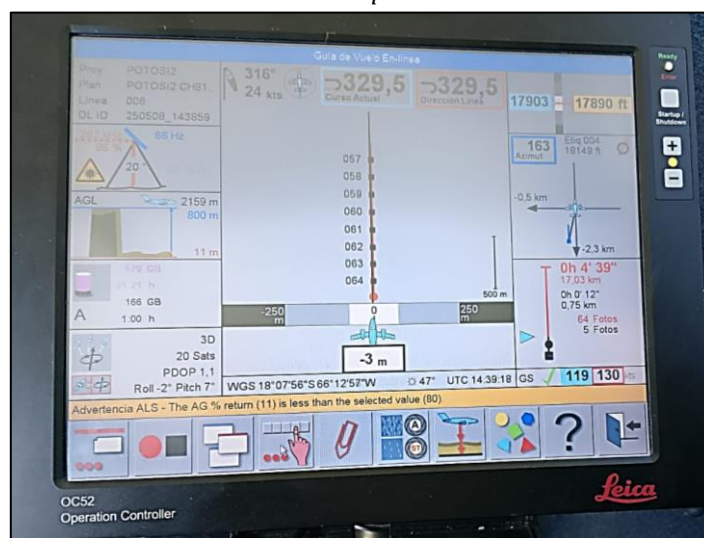 Guía de Vuelo En-línea
Proy POTOSI2
Plan POTOSI2 CH81..
Línea 008
DL ID 250508_143859
316°
24 kts
329,5
Curso Actual
329,5
Dirección Línea
17903
17890 ft
Ready
Error
Startup /
Shutdown
20°
163
Azimut
Etiq 004
18149 ft
-0,5 km
-2,3 km
AGL 2159 m
800 m
11 m
057
058
059
060
061
062
063
064
500 m
-250
m
0
250
m
-3 m
166 GB
A 1:00 h
0h 4' 39"
17,03 km
0h 0' 12"
0,75 km
64 Fotos
5 Fotos
3D
20 Sats
PDOP 1,1
Roll -2° Pitch 7°
WGS 18°07'56"S 66°12'57"W 47° UTC 14:39:18 GS 119 130 kts
Advertencia ALS - The AG % return (11) is less than the selected value (80)
A
ST
?
OC52
Operation Controller
Leica